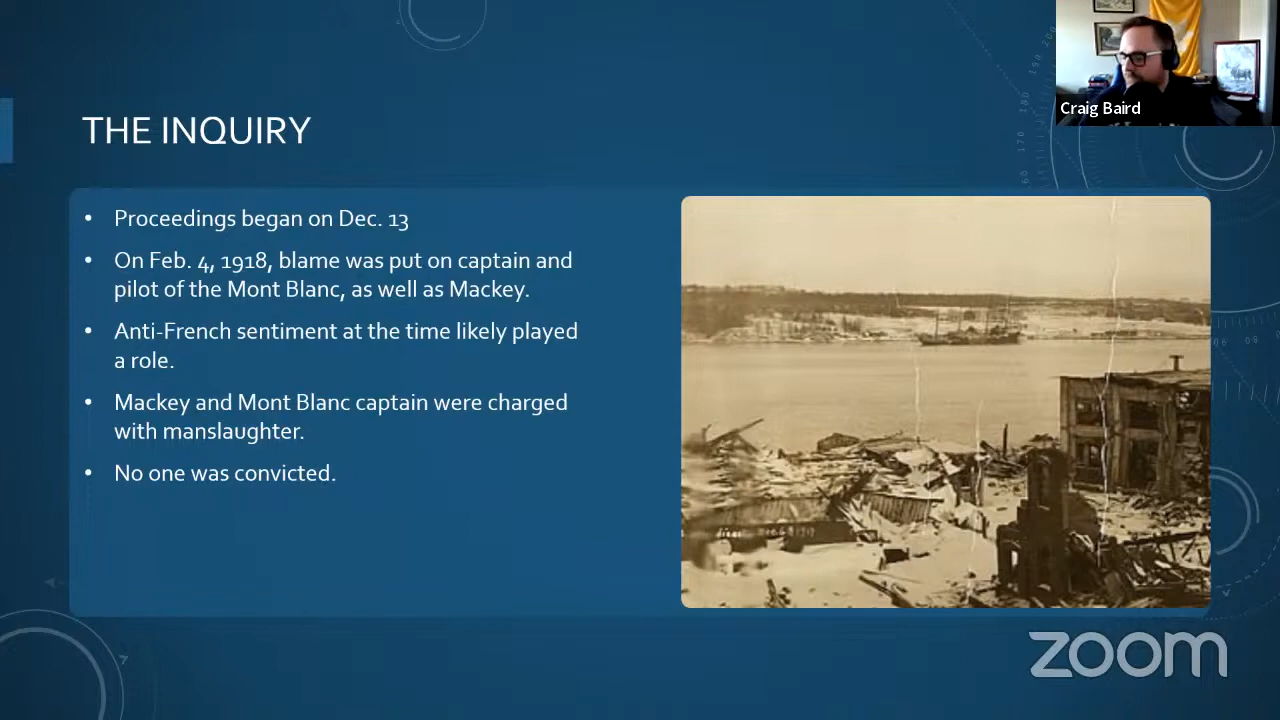 Craig Baird
THE INQUIRY
• Proceedings began on Dec. 13
• On Feb. 4, 1918, blame was put on captain and
pilot of the Mont Blanc, as well as Mackey.
• Anti-French sentiment at the time likely played
a role.
• Mackey and Mont Blanc captain were charged
with manslaughter.
• No one was convicted.
zoom